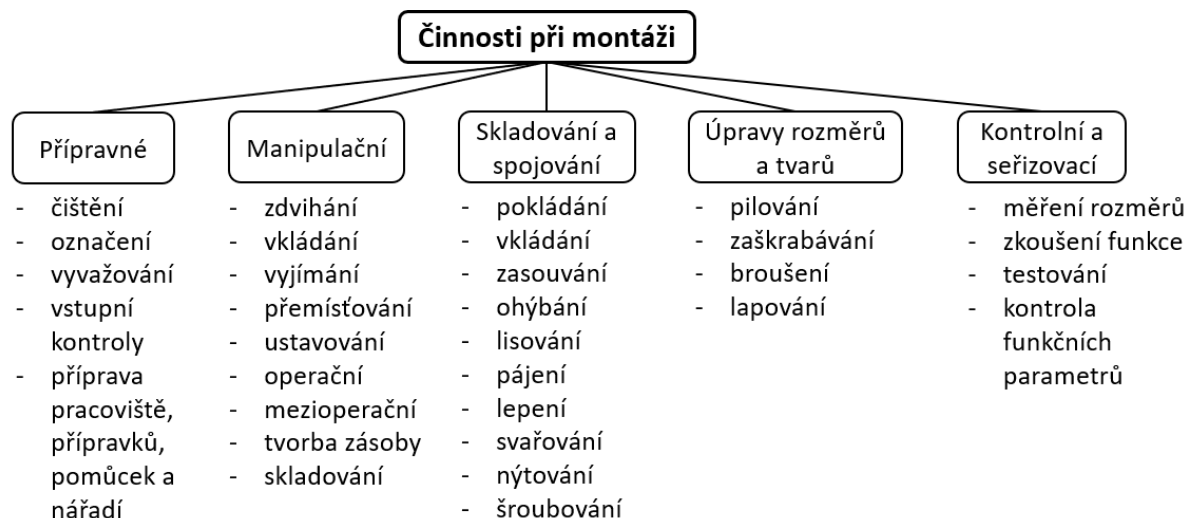 Činnosti při montáži
Přípravné
- čištění
- označení
- vyvažování
- vstupní
kontroly
- příprava
pracoviště,
přípravků,
pomůcek a
nářadí
Manipulační
- zdvihání
- vkládání
- vyjímání
- přemísťování
- ustavování
- operační
- mezioperační
- tvorba zásoby
- skladování
Skladování a
spojování
- pokládání
- vkládání
- zasouvání
- ohýbání
- lisování
- pájení
- lepení
- svařování
- nýtování
- šroubování
Úpravy rozměrů
a tvarů
- pilování
- zaškrabávání
- broušení
- lapování
Kontrolní a
seřizovací
- měření rozměrů
- zkoušení funkce
- testování
- kontrola
funkčních
parametrů